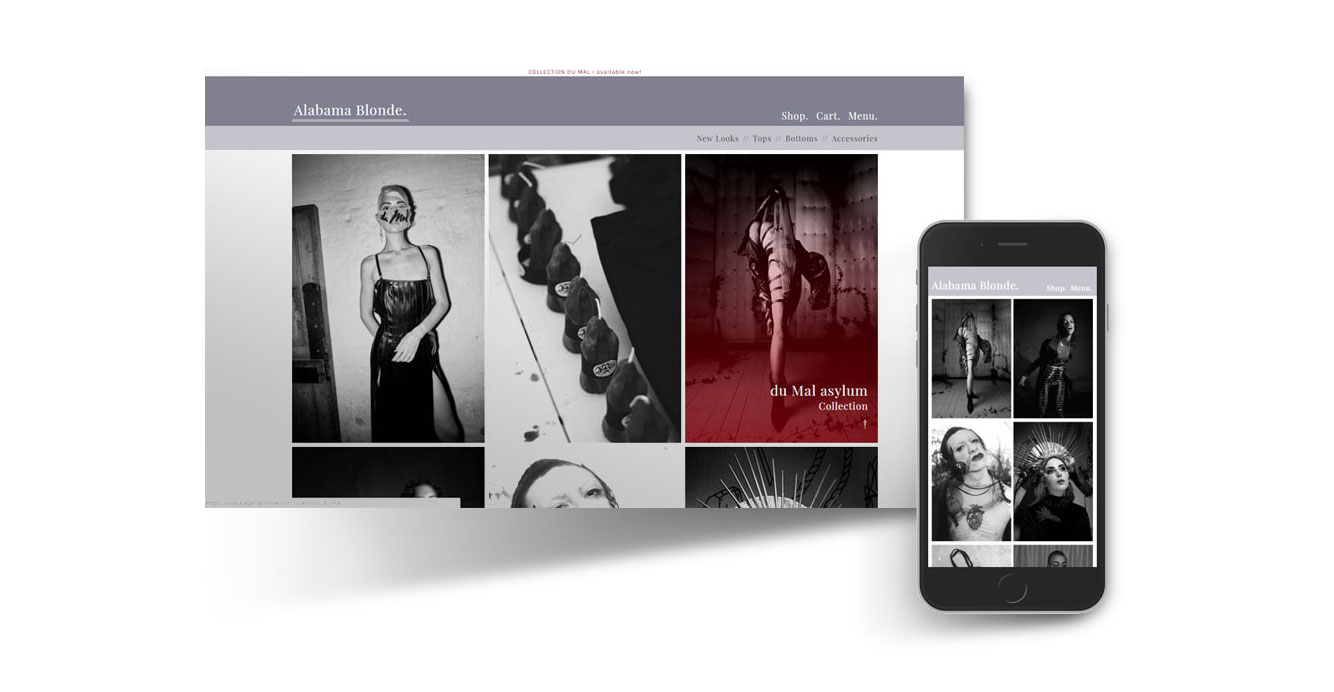 COLLECTION DU MAL - available now!
Alabama Blonde.
Shop. Cart. Menu.
New Looks // Tops // Bottoms // Accessories
du Mal
du Mal asylum
Collection
†
Alabama Blonde.
Shop. Menu.